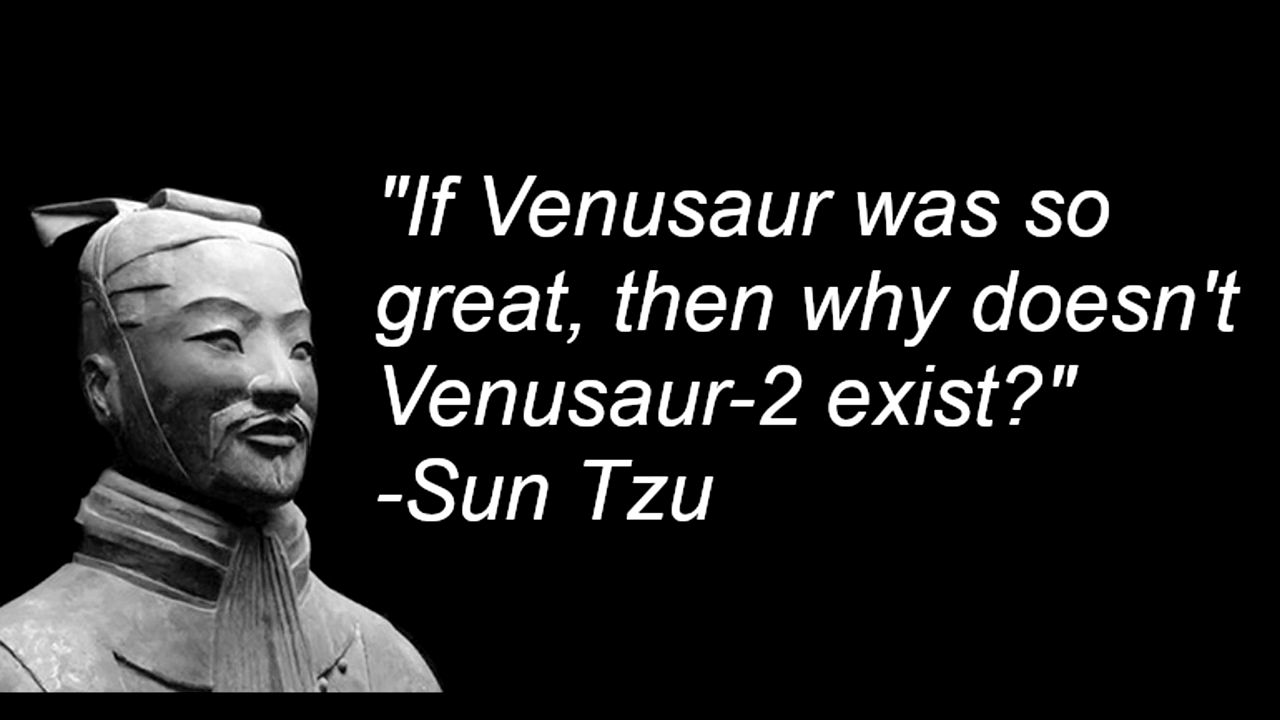 "If Venusaur was so
great, then why doesn't
Venusaur-2 exist?"
-Sun Tzu